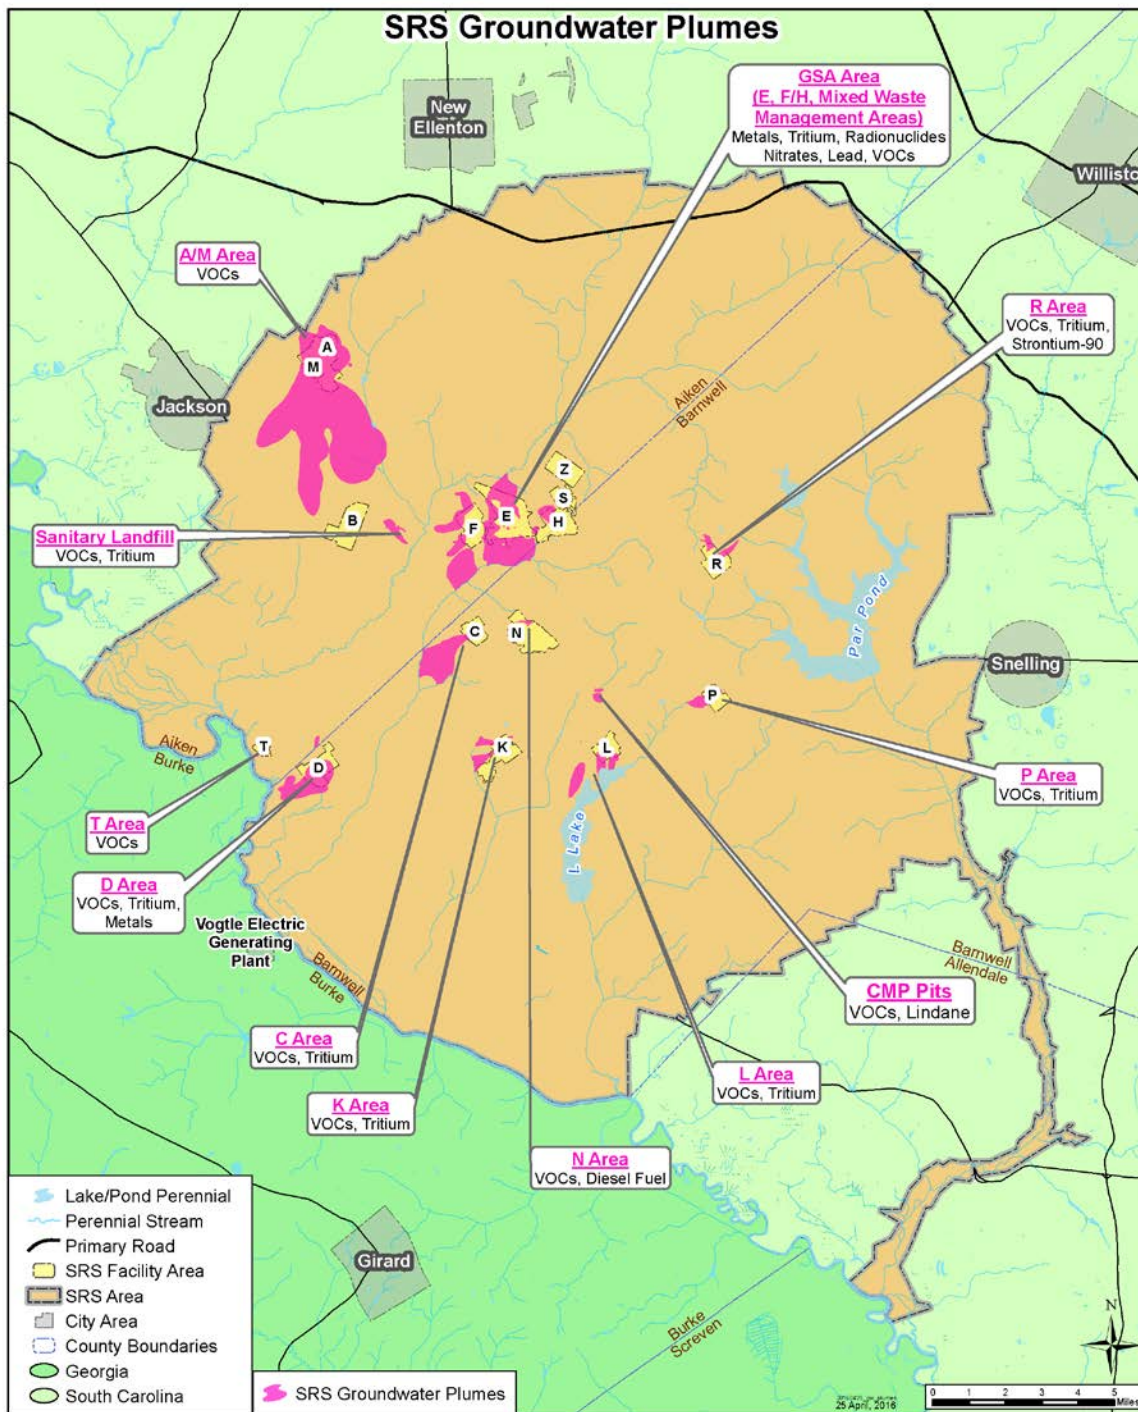 SRS Groundwater Plumes
GSA Area
(E, F/H, Mixed Waste
Management Areas)
Metals, Tritium, Radionuclides
Nitrates, Lead, VOCs
New
Ellenton
Willisto
A/M Area
VOCs
R Area
VOCs, Tritium,
Strontium-90
A
M
Jackson
Aiken
Barnwell
Z
S
E
H
F
B
Sanitary Landfill
VOCs, Tritium
R
Par Pond
C
N
Snelling
P
Aiken
Burke
T
D
K
L
L Lake
P Area
VOCs, Tritium
T Area
VOCs
D Area
VOCs, Tritium,
Metals
Vogtle Electric
Generating
Plant
Barnwell
Burke
Barnwell
Allendale
CMP Pits
VOCs, Lindane
C Area
VOCs, Tritium
L Area
VOCs, Tritium
K Area
VOCs, Tritium
N Area
VOCs, Diesel Fuel
Girard
Burke
Screven
Lake/Pond Perennial
Perennial Stream
Primary Road
SRS Facility Area
SRS Area
City Area
County Boundaries
Georgia
South Carolina
SRS Groundwater Plumes
N
25 April, 2016
0 1 2 3 4 5
Miles